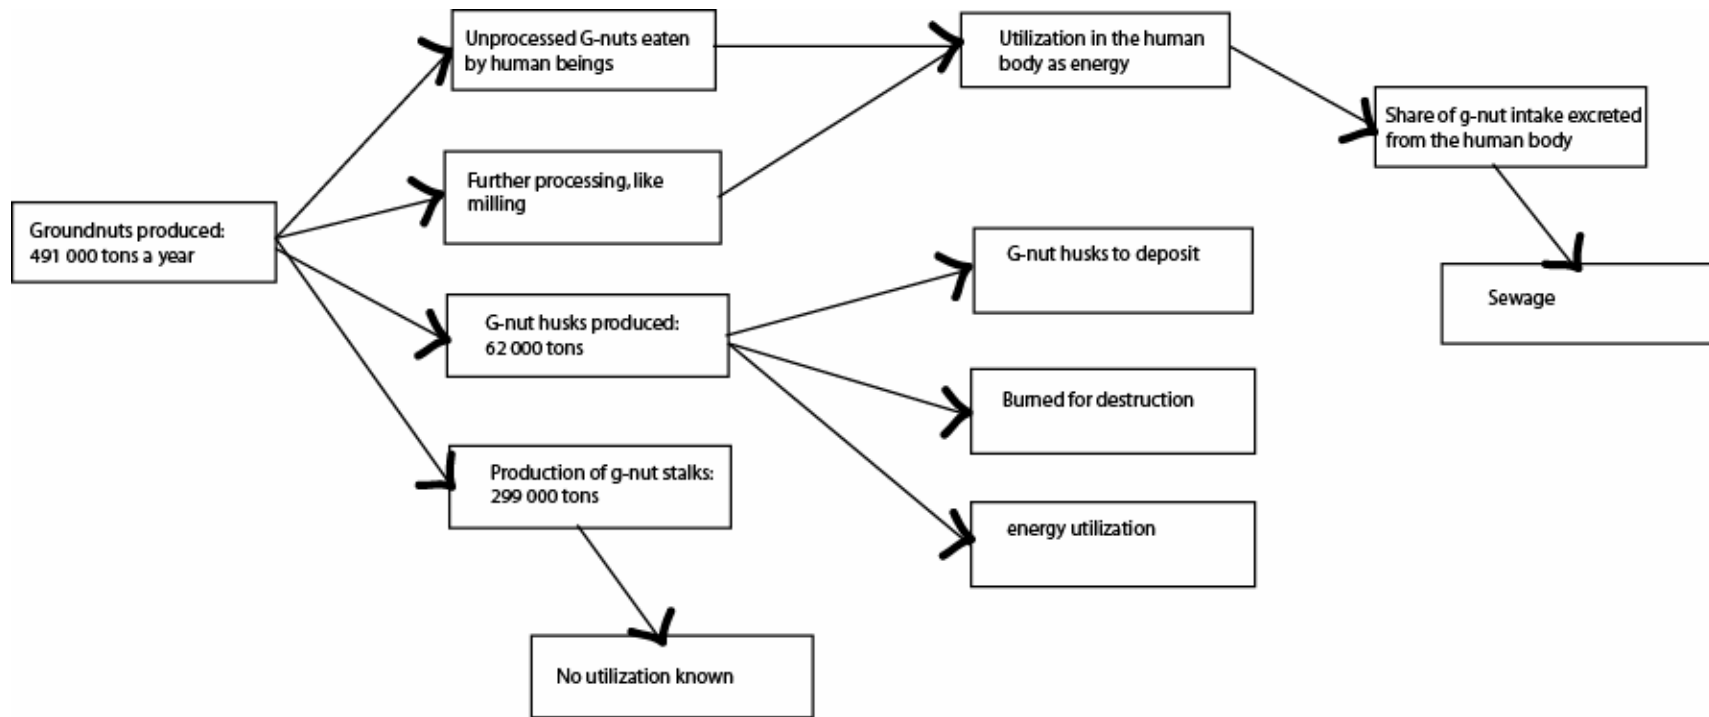 Unprocessed G-nuts eaten
by human beings
Utilization in the human
body as energy
Share of g-nut intake excreted
from the human body
Further processing, like
milling
Groundnuts produced:
491 000 tons a year
G-nut husks to deposit
Sewage
G-nut husks produced:
62 000 tons
Burned for destruction
Production of g-nut stalks:
299 000 tons
energy utilization
No utilization known